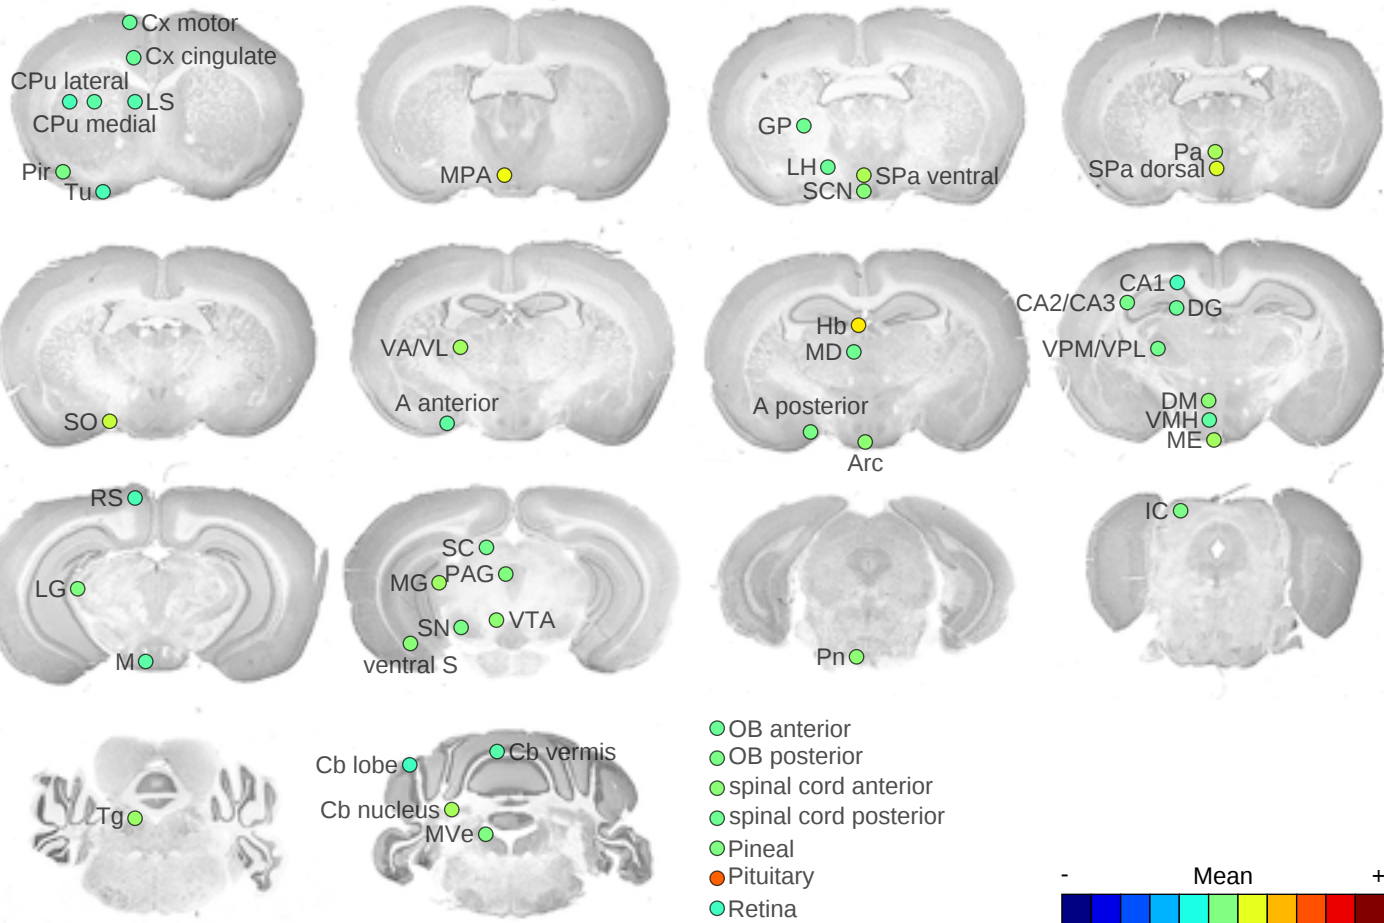 Cx motor
Cx cingulate
CPu lateral
LS
CPu medial
Pir
Tu
MPA
GP
LH
SPa ventral
SCN
Pa
SPa dorsal
SO
VA/VL
A anterior
Hb
MD
A posterior
Arc
CA1
CA2/CA3
DG
VPM/VPL
DM
VMH
ME
RS
LG
M
SC
MG
PAG
SN
VTA
ventral S
Pn
IC
Tg
Cb lobe
Cb vermis
Cb nucleus
MVe
OB anterior
OB posterior
spinal cord anterior
spinal cord posterior
Pineal
Pituitary
Retina
- Mean +